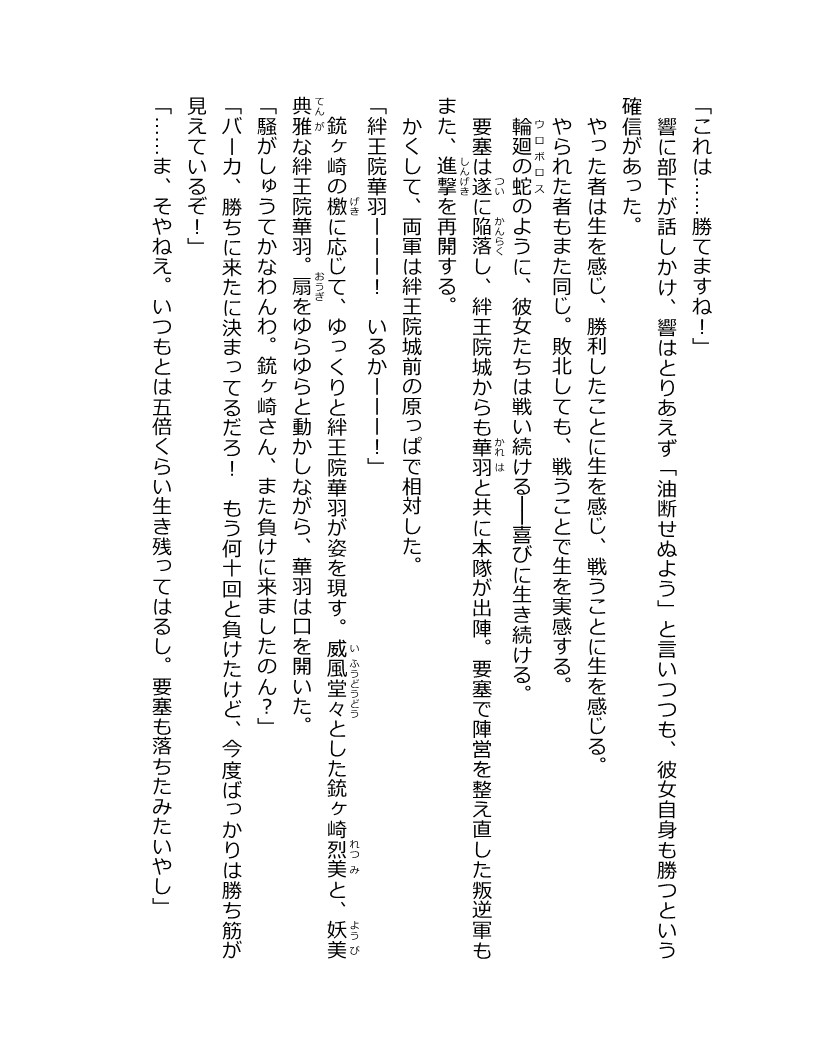 「これは……勝てますね！」
　響に部下が話しかけ、響はとりあえず「油断せぬよう」と言いつつも、彼女自身も勝つという
確信があった。
　やった者は生を感じ、勝利したことに生を感じ、戦うことに生を感じる。
　やられた者もまた同じ。敗北しても、戦うことで生を実感する。
　輪廻の蛇のように、彼女たちは戦い続ける――喜びに生き続ける。
　要塞は遂に陥落し、絆王院城からも華羽と共に本隊が出陣。要塞で陣営を整え直した叛逆軍も
また、進撃を再開する。
　かくして、両軍は絆王院城前の原っぱで相対した。
「絆王院華羽ーーー！　いるかーーー！」
　銃ヶ崎の檄に応じて、ゆっくりと絆王院華羽が姿を現す。威風堂々とした銃ヶ崎烈美と、妖美
典雅な絆王院華羽。扇をゆらゆらと動かしながら、華羽は口を開いた。
「騒がしゅうてかなわんわ。銃ヶ崎さん、また負けに来ましたのん？」
「バーカ、勝ちに来たに決まってるだろ！　もう何十回と負けたけど、今度ばっかりは勝ち筋が
見えているぞ！」
「……ま、そやねえ。いつもとは五倍くらい生き残ってはるし。要塞も落ちたみたいやし」